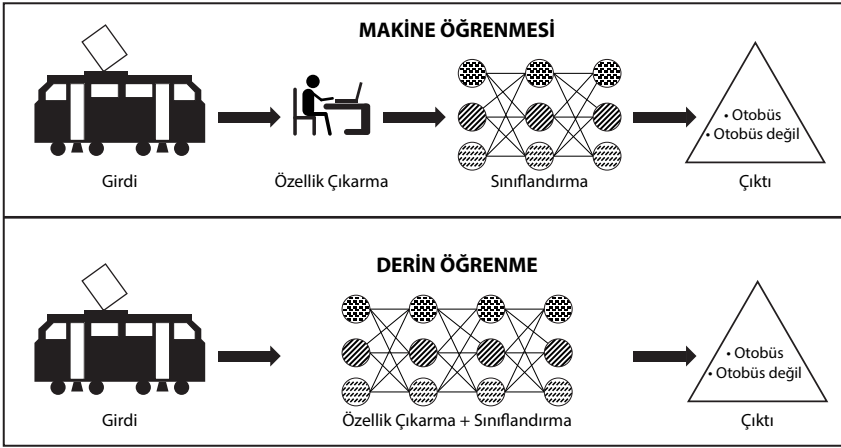 MAKİNE ÖĞRENMESİ
• Otobüs
• Otobüs değil
Girdi
Özellik Çıkarma
Sınıflandırma
Çıktı
DERİN ÖĞRENME
• Otobüs
• Otobüs değil
Girdi
Özellik Çıkarma + Sınıflandırma
Çıktı